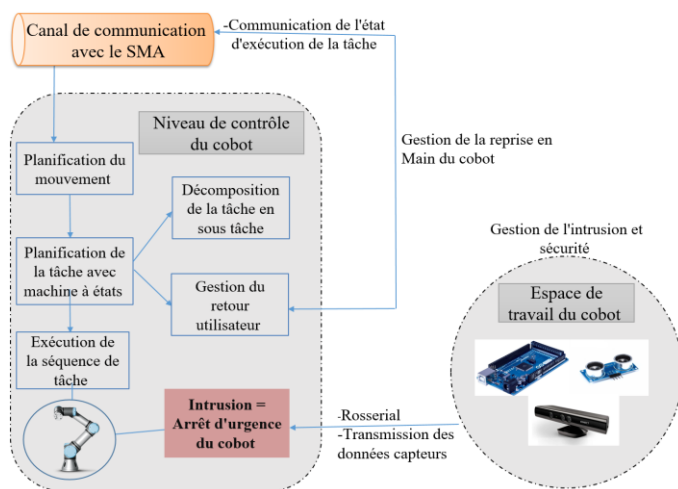 Canal de communication
avec le SMA
-Communication de l'état
d'exécution de la tâche
Niveau de contrôle
du cobot
Planification du
mouvement
Décomposition
de la tâche en
sous tâche
Gestion de la reprise en
Main du cobot
Planification de
la tâche avec
machine à états
Gestion du
retour
utilisateur
Gestion de l'intrusion et
sécurité
Espace de
travail du cobot
Exécution de
la séquence de
tâche
Intrusion =
Arrêt d'urgence
du cobot
-Rosserial
-Transmission des
données capteurs